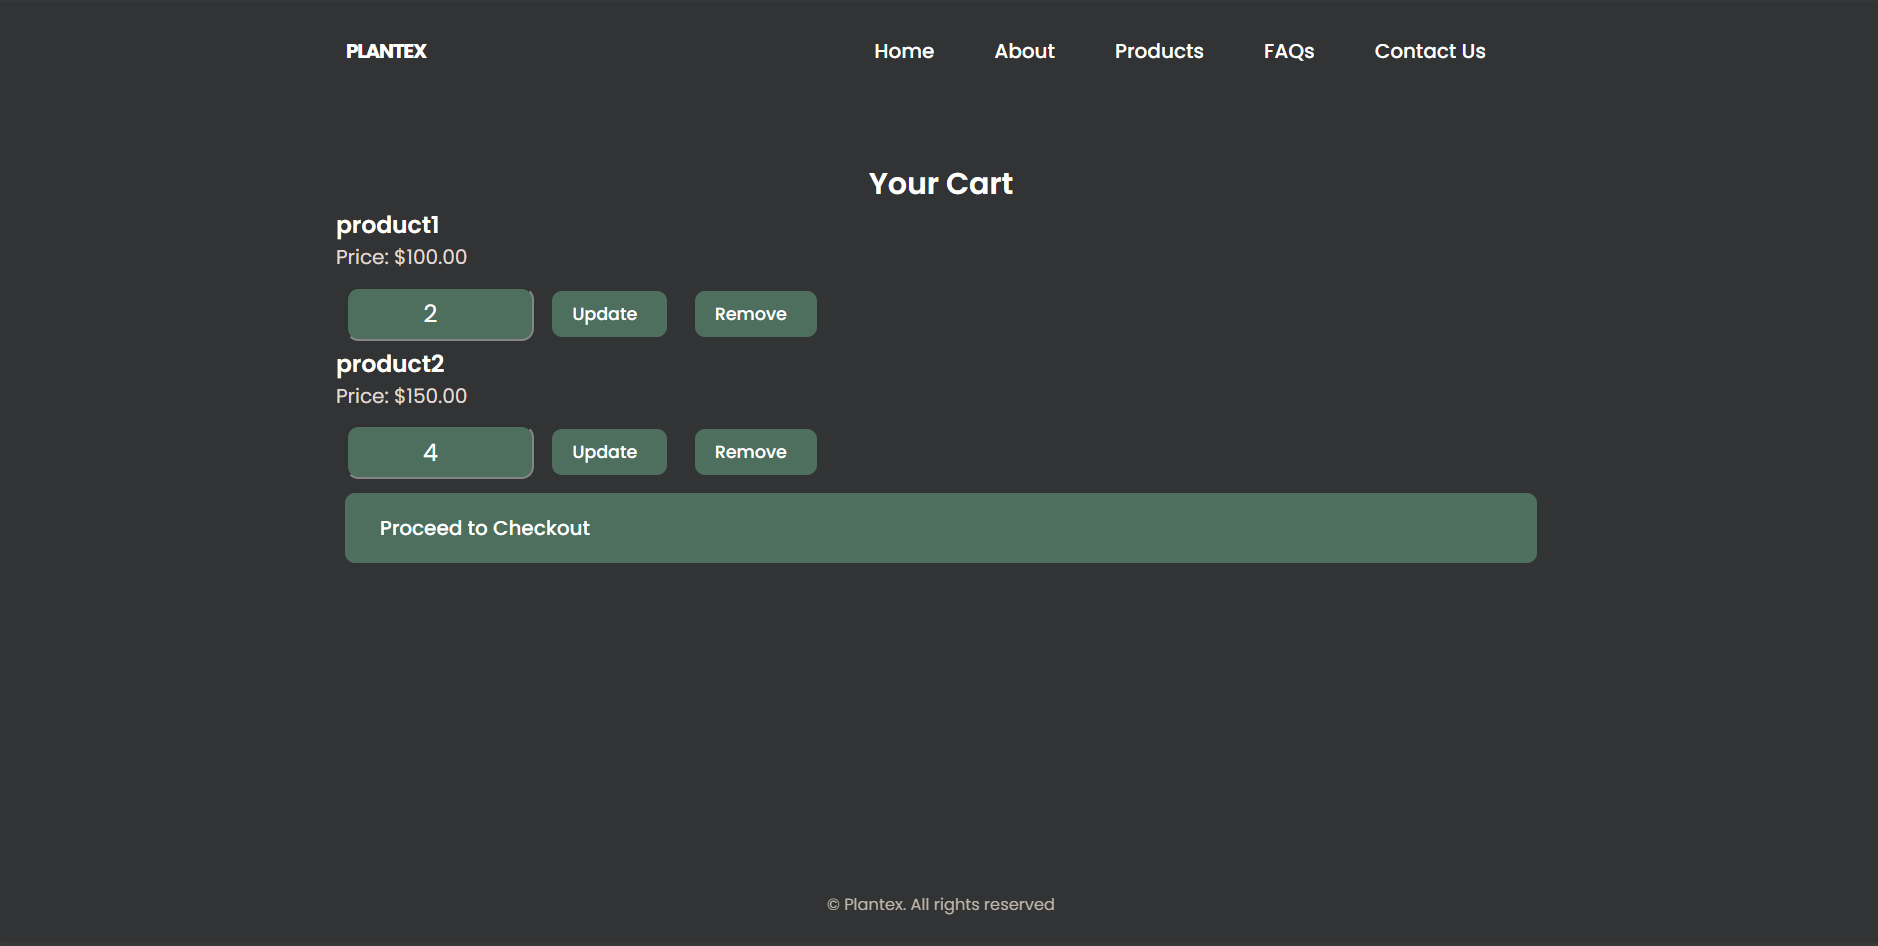 PLANTEX Home About Products FAQs Contact Us
Your Cart
product1
Price: $100.00
2 Update Remove
product2
Price: $150.00
4 Update Remove
Proceed to Checkout
© Plantex. All rights reserved